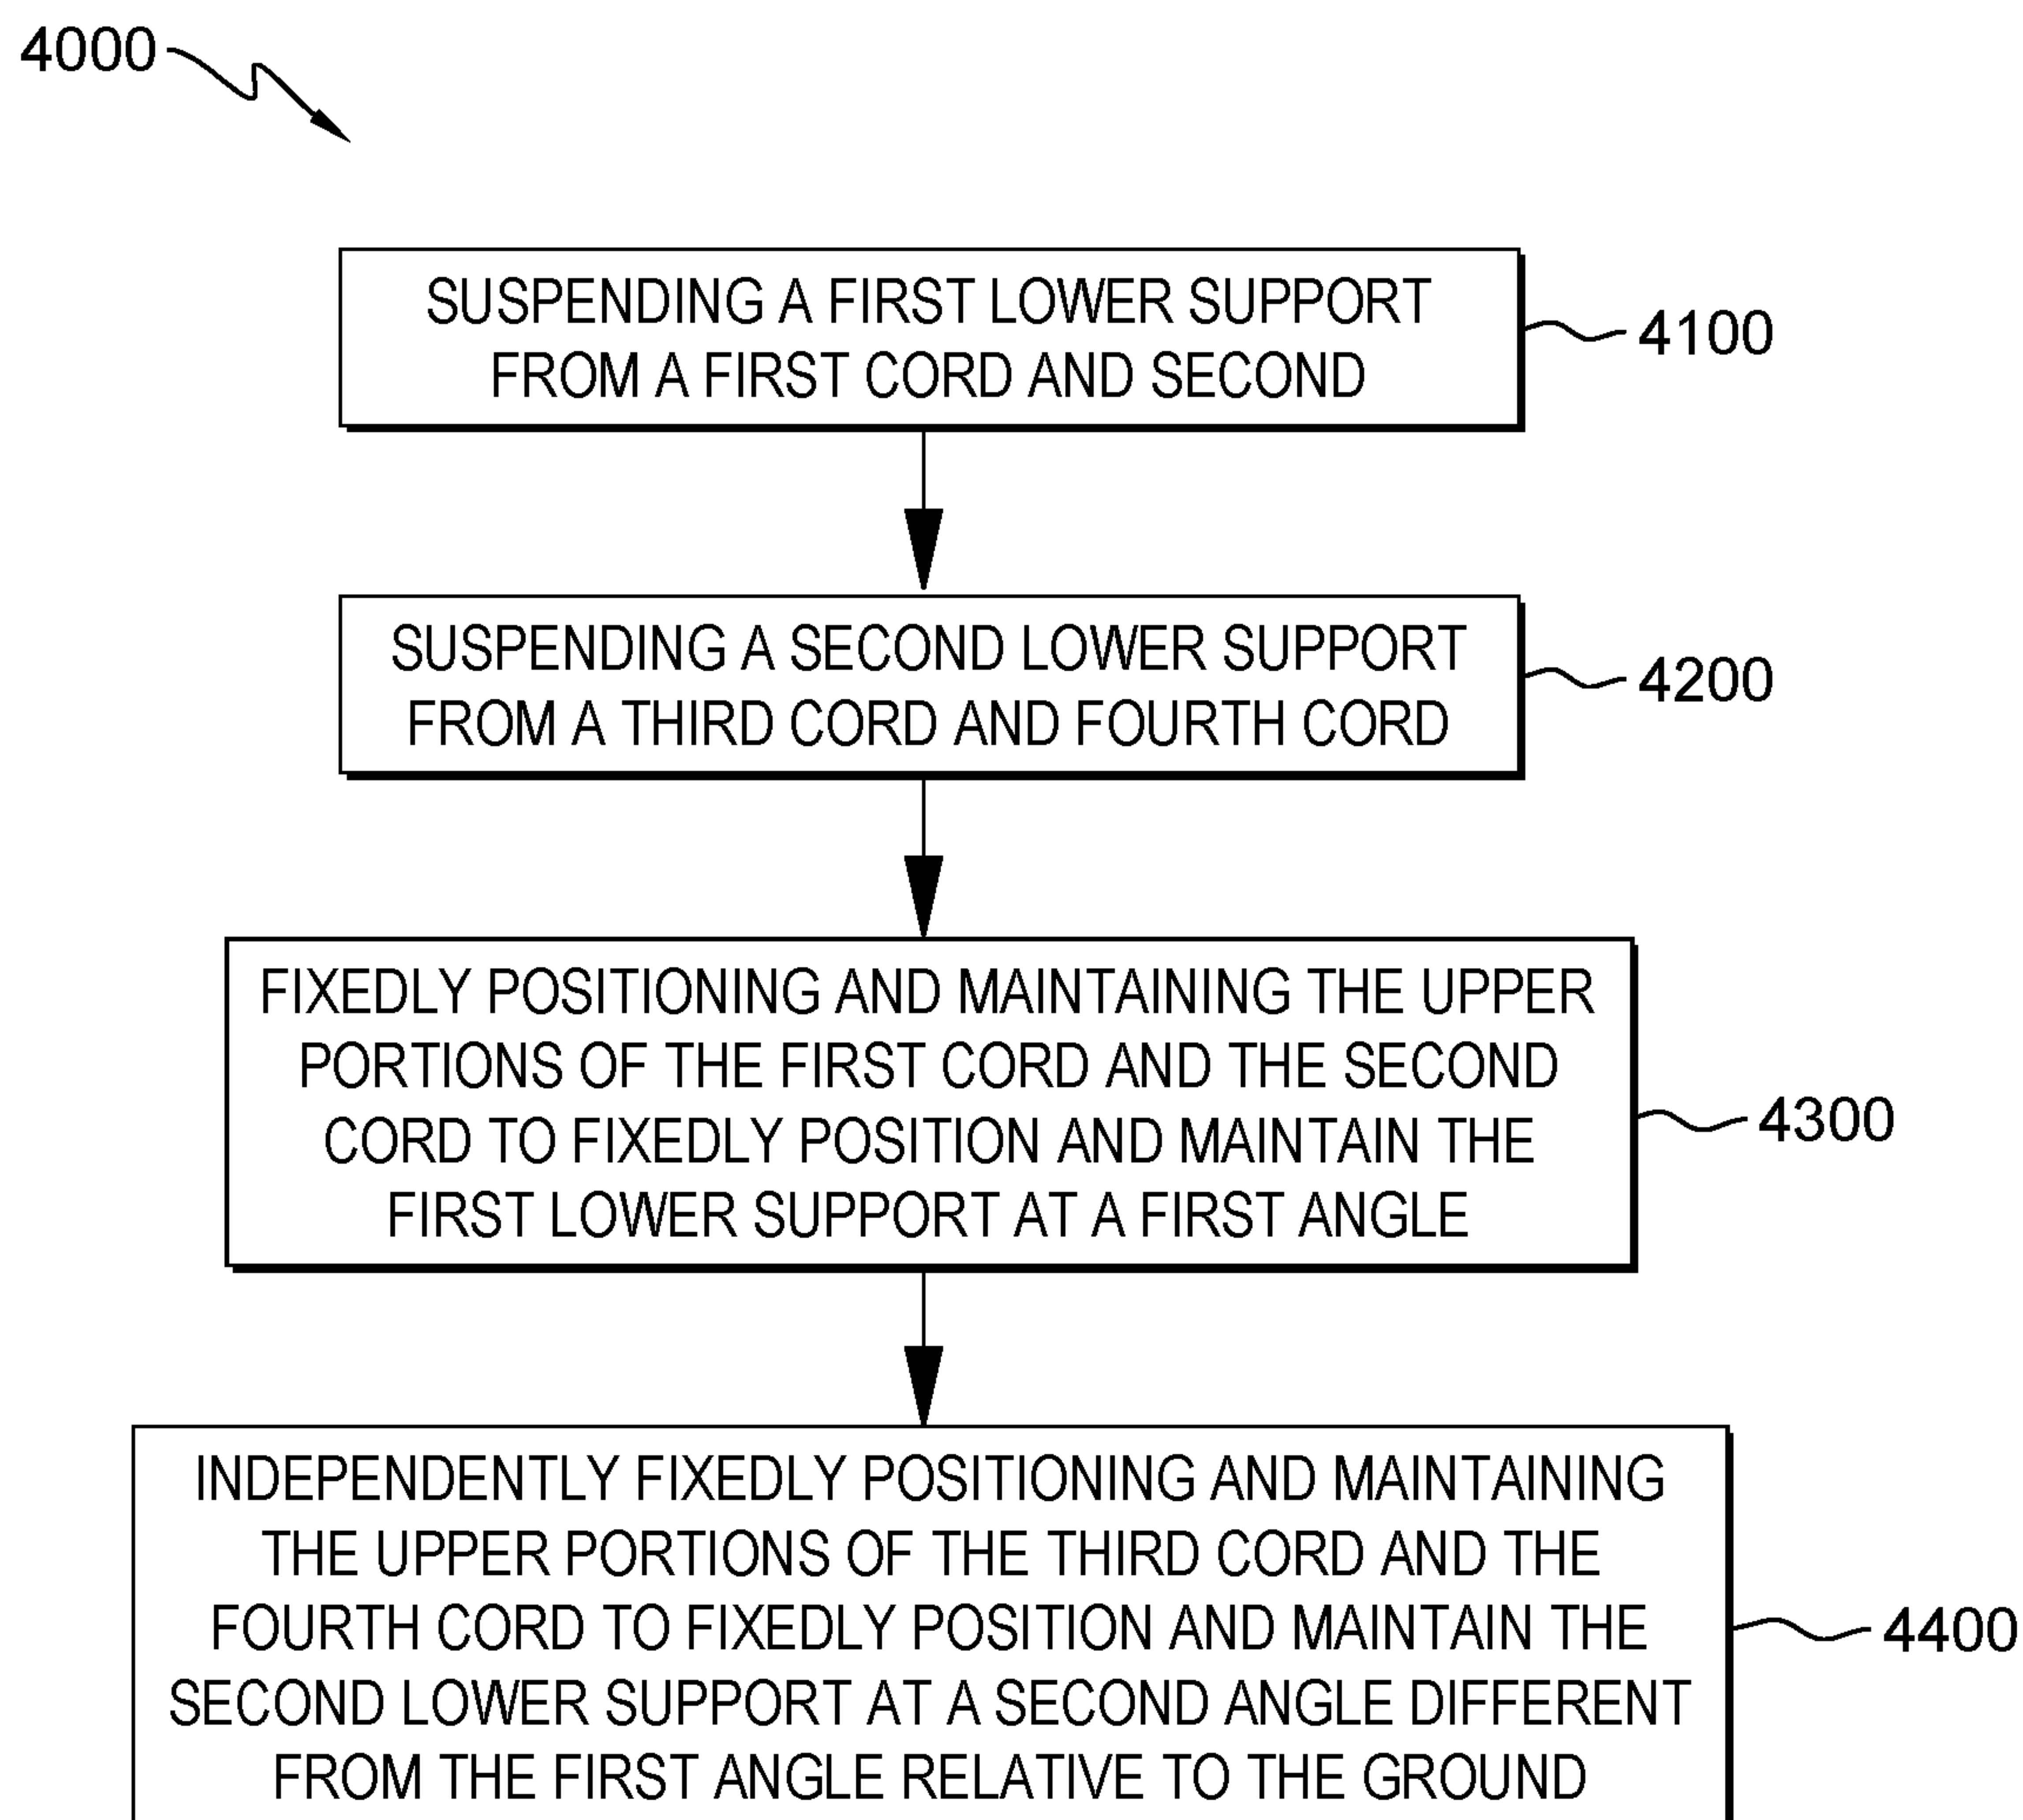 4000
SUSPENDING A FIRST LOWER SUPPORT
FROM A FIRST CORD AND SECOND
4100
SUSPENDING A SECOND LOWER SUPPORT
FROM A THIRD CORD AND FOURTH CORD
4200
FIXEDLY POSITIONING AND MAINTAINING THE UPPER
PORTIONS OF THE FIRST CORD AND THE SECOND
CORD TO FIXEDLY POSITION AND MAINTAIN THE
FIRST LOWER SUPPORT AT A FIRST ANGLE
4300
INDEPENDENTLY FIXEDLY POSITIONING AND MAINTAINING
THE UPPER PORTIONS OF THE THIRD CORD AND THE
FOURTH CORD TO FIXEDLY POSITION AND MAINTAIN THE
SECOND LOWER SUPPORT AT A SECOND ANGLE DIFFERENT
FROM THE FIRST ANGLE RELATIVE TO THE GROUND
4400